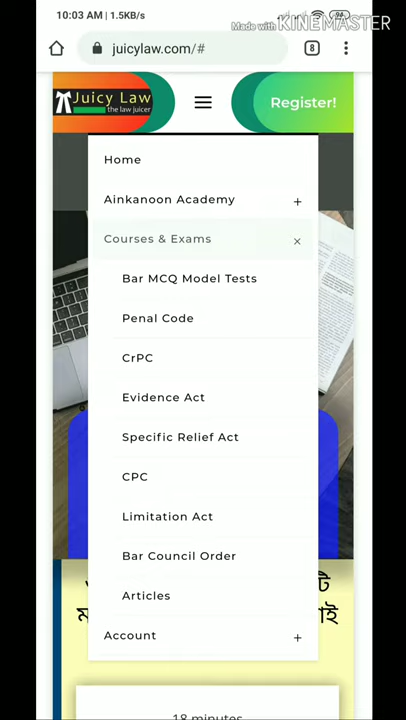 10:03 AM | 1.5KB/s
94
Made with KINEMASTER
juicylaw.com/#
8
Juicy Law
the law juicer
Register!
Home
Ainkanoon Academy
Courses & Exams
Bar MCQ Model Tests
Penal Code
CrPC
Evidence Act
Specific Relief Act
CPC
Limitation Act
Bar Council Order
Articles
Account
18 minutes